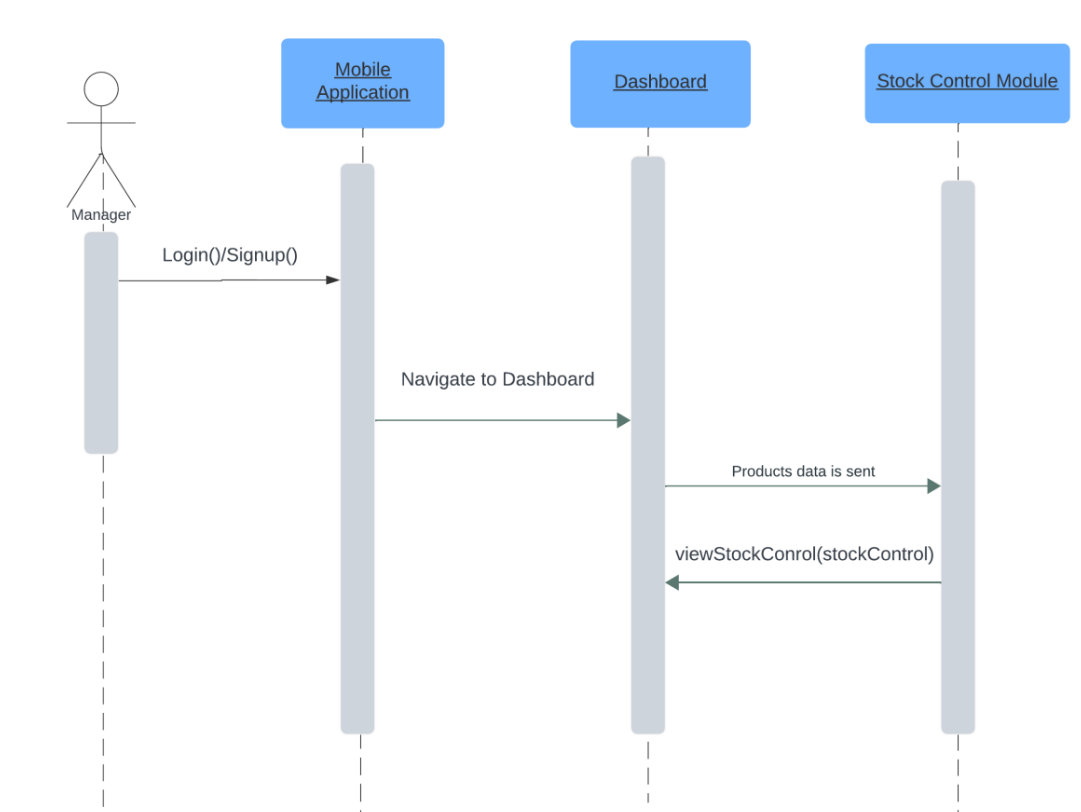 Mobile
Application
Dashboard
Stock Control Module
Manager
Login()/Signup()
Navigate to Dashboard
Products data is sent
viewStockConrol(stockControl)